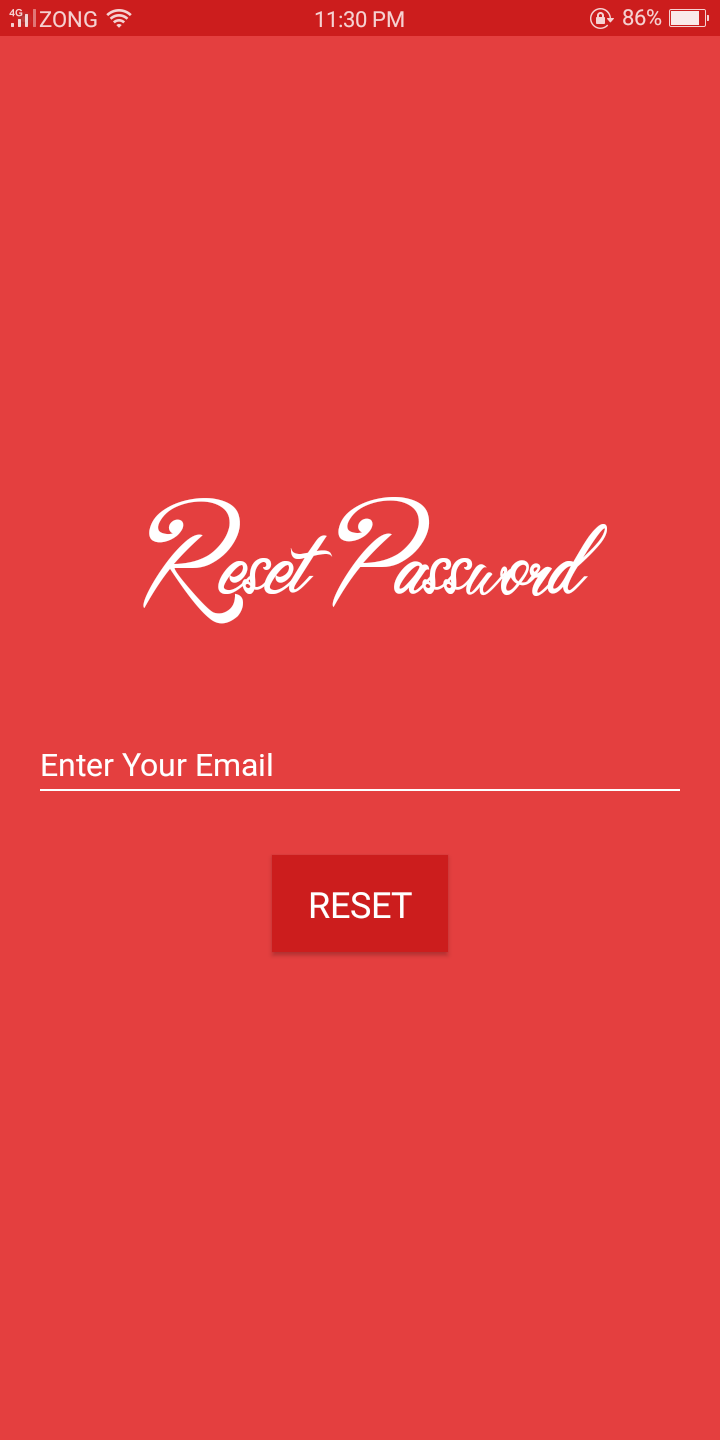 4G ZONG 11:30 PM 86%
Reset Password
Enter Your Email
RESET